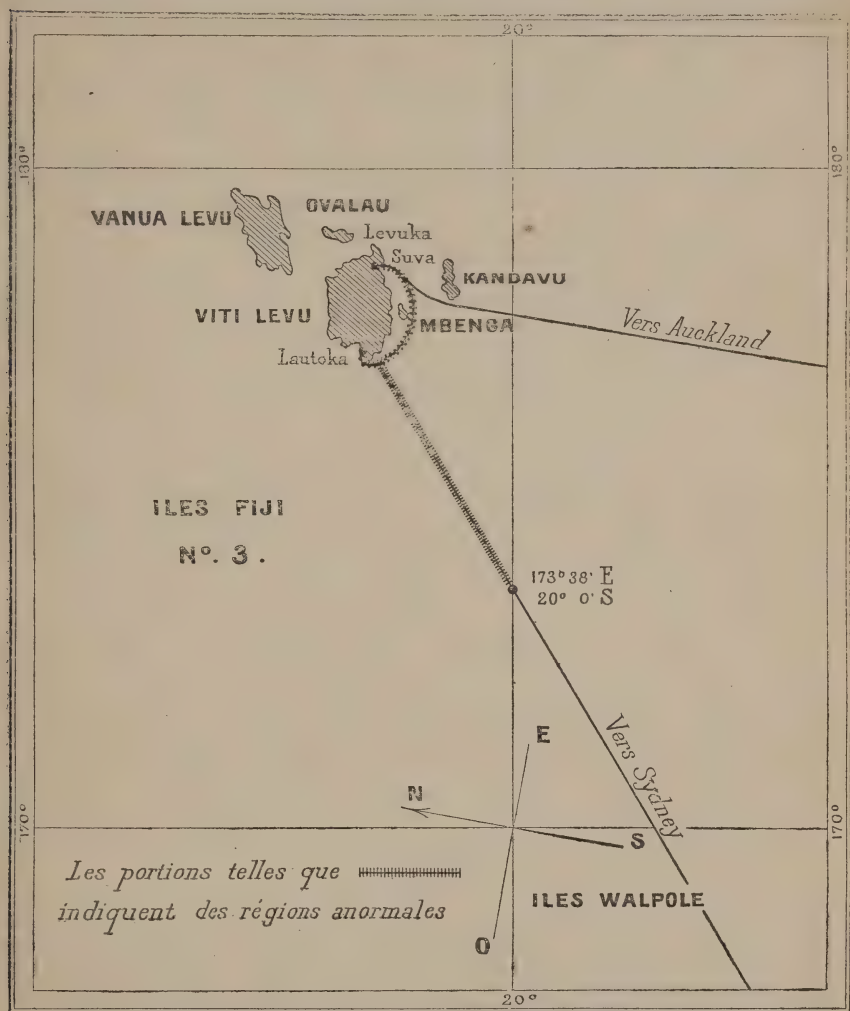 20°
180°
180°
VANUA LEVU
OVALAU
Levuka
Suva
KANDAVU
VITI LEVU
MBENGA
Vers Auckland
Lautoka
ILES FIJI
Nº. 3.
173° 38' E
20° 0' S
Vers Sydney
E
N
S
O
170°
170°
Les portions telles que
indiquent des régions anormales
ILES WALPOLE
20°